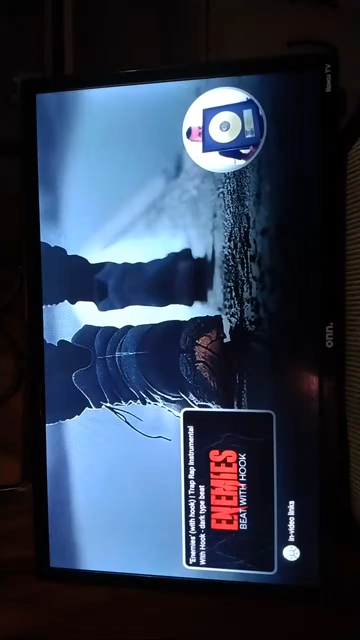 'Enemies' (with hook) | Trap Rap Instrumental
With Hook - dark type beat
ENEMIES
BEAT WITH HOOK
in-video links
onn.
Roku TV